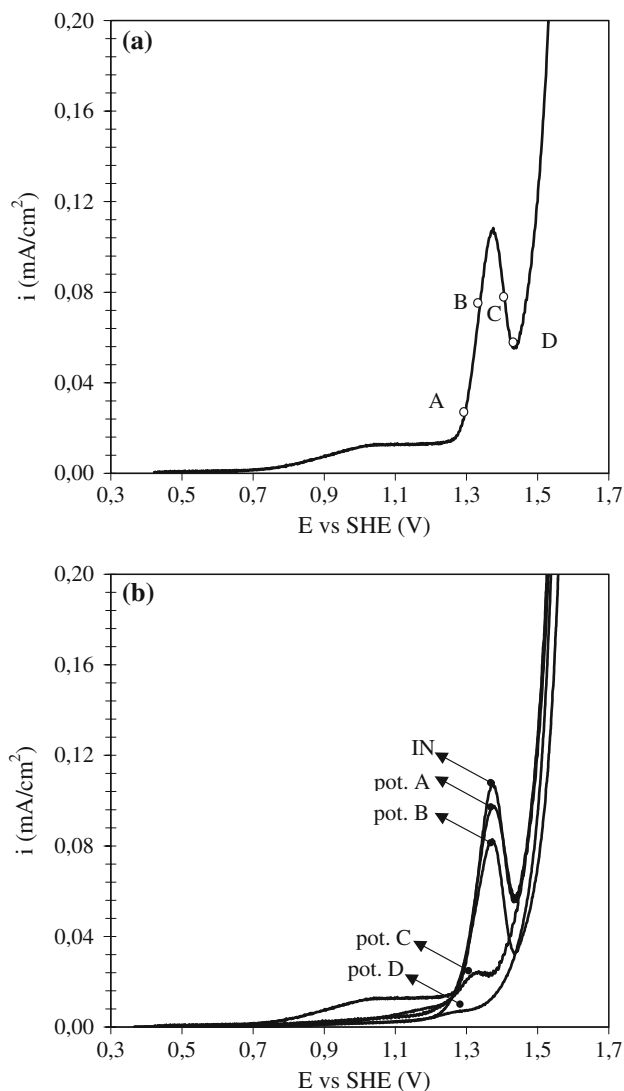 (a)
0,20
0,16
0,12
0,08
0,04
0,00
i (mA/cm²)
A
B
C
D
0,3 0,5 0,7 0,9 1,1 1,3 1,5 1,7
E vs SHE (V)
(b)
0,20
0,16
0,12
0,08
0,04
0,00
i (mA/cm²)
IN
pot. A
pot. B
pot. C
pot. D
0,3 0,5 0,7 0,9 1,1 1,3 1,5 1,7
E vs SHE (V)